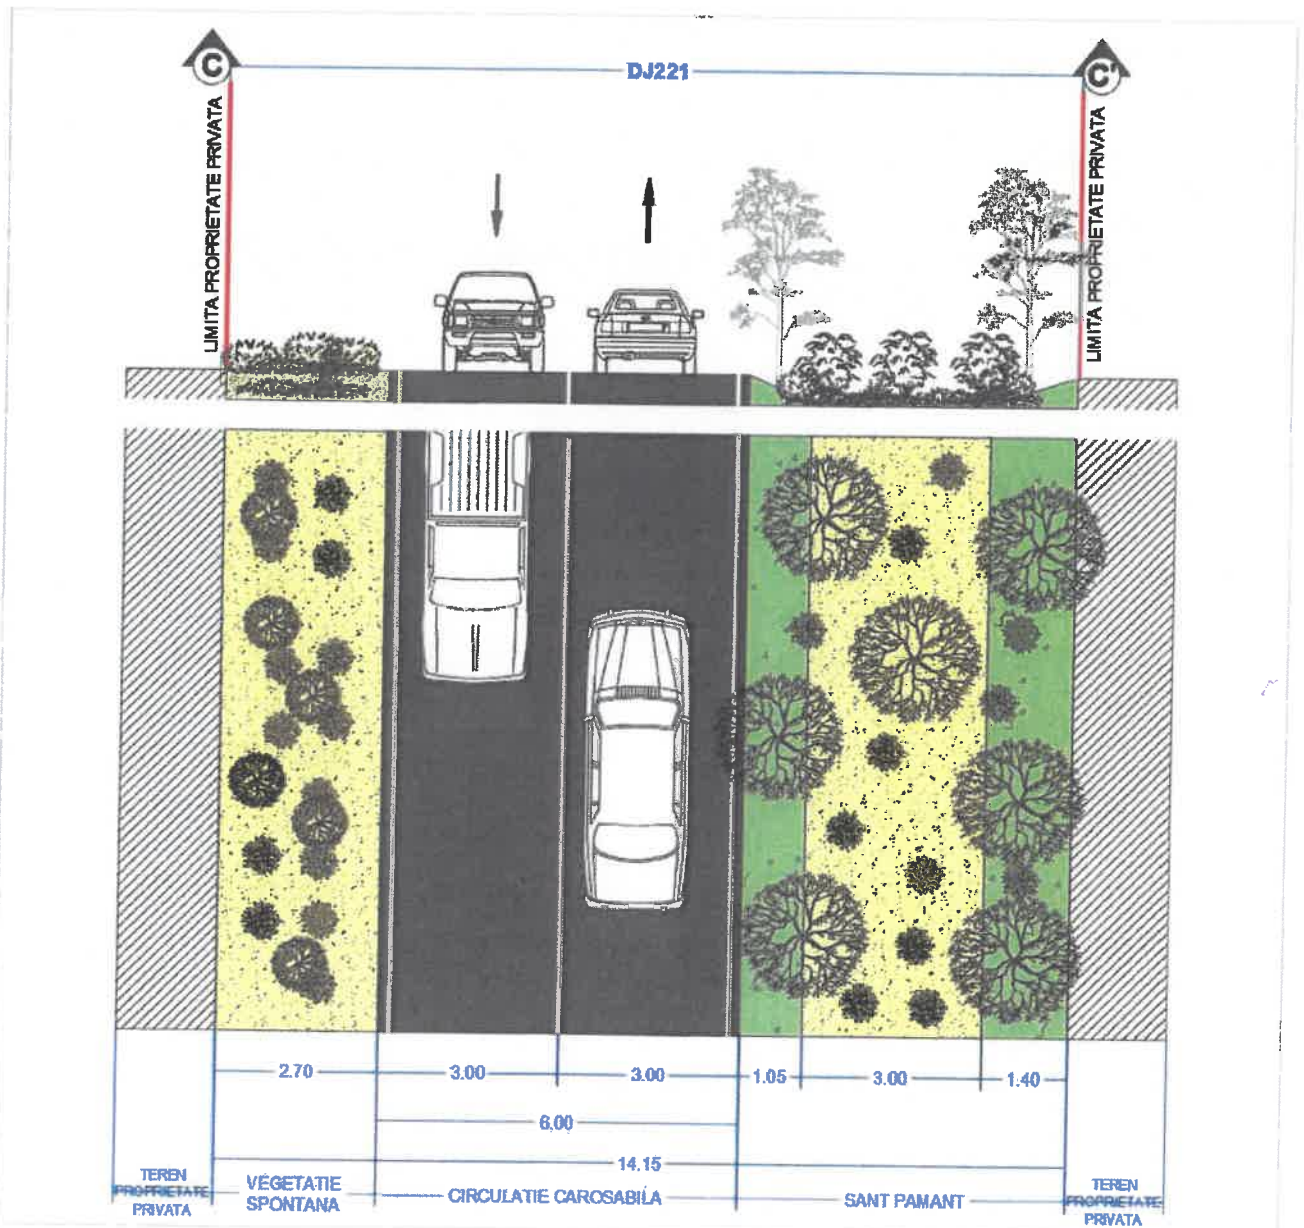 C
DJ221
C'
LIMITA PROPRIETATE PRIVATA
LIMITA PROPRIETATE PRIVATA
2.70
3.00
3.00
1.05
3.00
1.40
6.00
14.15
TEREN
PROPRIETATE
PRIVATA
VEGETATIE
SPONTANA
CIRCULATIE CAROSABILA
SANT PAMANT
TEREN
PROPRIETATE
PRIVATA